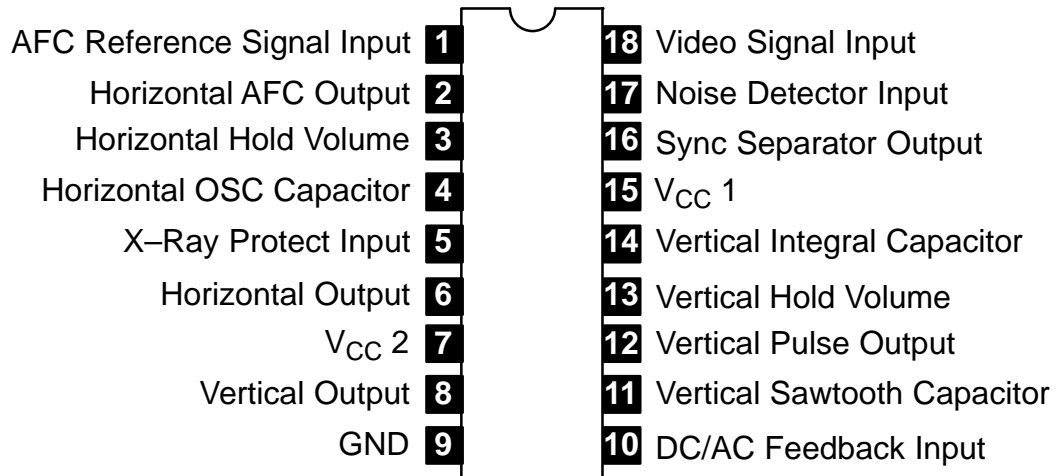 AFC Reference Signal Input 1
18 Video Signal Input
Horizontal AFC Output 2
17 Noise Detector Input
Horizontal Hold Volume 3
16 Sync Separator Output
Horizontal OSC Capacitor 4
15 VCC 1
X–Ray Protect Input 5
14 Vertical Integral Capacitor
Horizontal Output 6
13 Vertical Hold Volume
VCC 2 7
12 Vertical Pulse Output
Vertical Output 8
11 Vertical Sawtooth Capacitor
GND 9
10 DC/AC Feedback Input